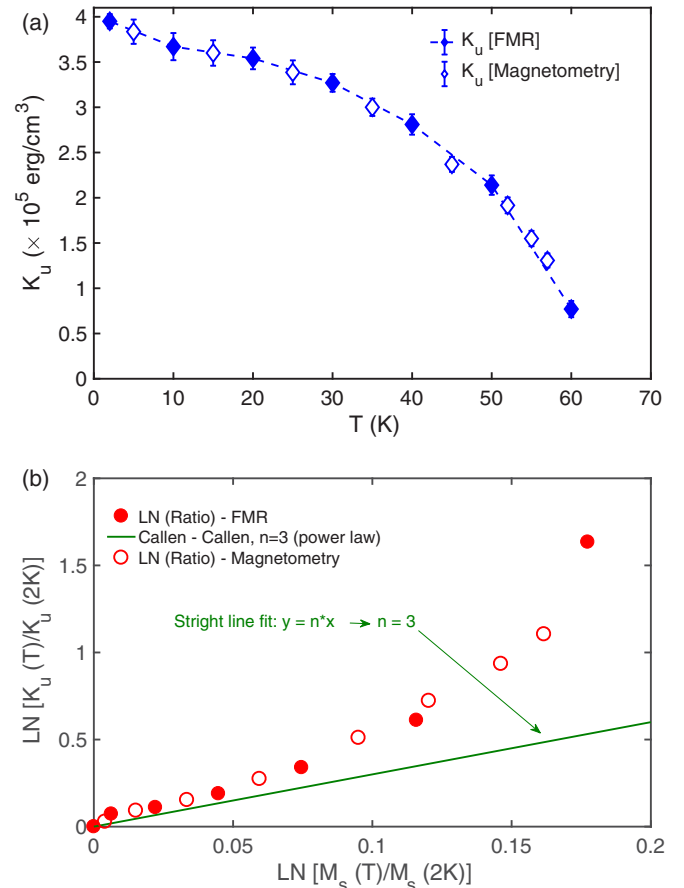 (a)
K_u [FMR]
K_u [Magnetometry]
4
3.5
3
2.5
2
1.5
1
0.5
0
K_u (× 10^5 erg/cm^3)
0 10 20 30 40 50 60 70
T (K)
(b)
2
1.5
1
0.5
0
LN [K_u (T)/K_u (2K)]
LN (Ratio) - FMR
Callen - Callen, n=3 (power law)
LN (Ratio) - Magnetometry
Stright line fit: y = n*x → n = 3
0 0.05 0.1 0.15 0.2
LN [M_s (T)/M_s (2K)]